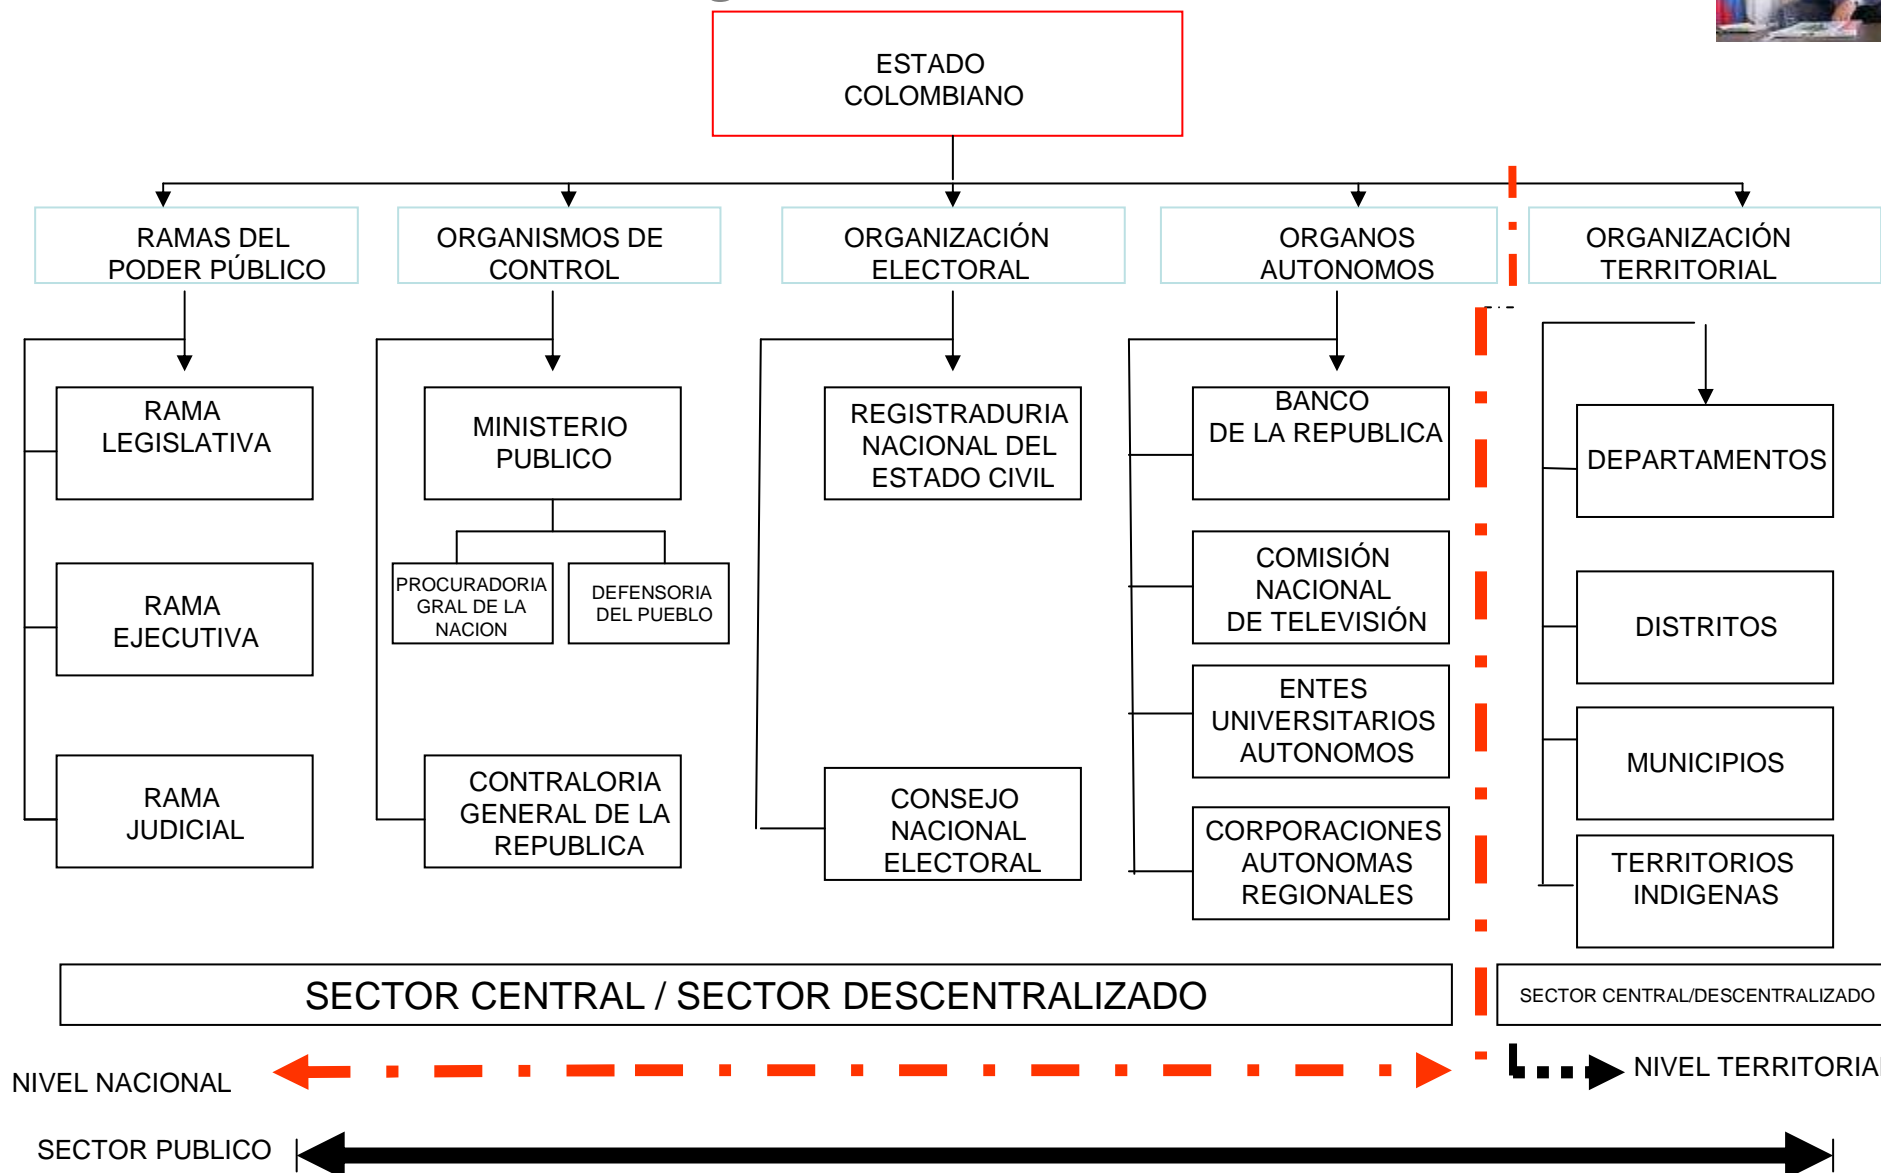 ESTADO
COLOMBIANO
RAMAS DEL
PODER PÚBLICO
ORGANISMOS DE
CONTROL
ORGANIZACIÓN
ELECTORAL
ORGANOS
AUTONOMOS
ORGANIZACIÓN
TERRITORIAL
RAMA
LEGISLATIVA
RAMA
EJECUTIVA
RAMA
JUDICIAL
MINISTERIO
PUBLICO
PROCURADORIA
GRAL DE LA
NACION
DEFENSORIA
DEL PUEBLO
CONTRALORIA
GENERAL DE LA
REPUBLICA
REGISTRADURIA
NACIONAL DEL
ESTADO CIVIL
CONSEJO
NACIONAL
ELECTORAL
BANCO
DE LA REPUBLICA
COMISIÓN
NACIONAL
DE TELEVISIÓN
ENTES
UNIVERSITARIOS
AUTONOMOS
CORPORACIONES
AUTONOMAS
REGIONALES
DEPARTAMENTOS
DISTRITOS
MUNICIPIOS
TERRITORIOS
INDIGENAS
SECTOR CENTRAL / SECTOR DESCENTRALIZADO
SECTOR CENTRAL/DESCENTRALIZADO
NIVEL NACIONAL
NIVEL TERRITORIAL
SECTOR PUBLICO